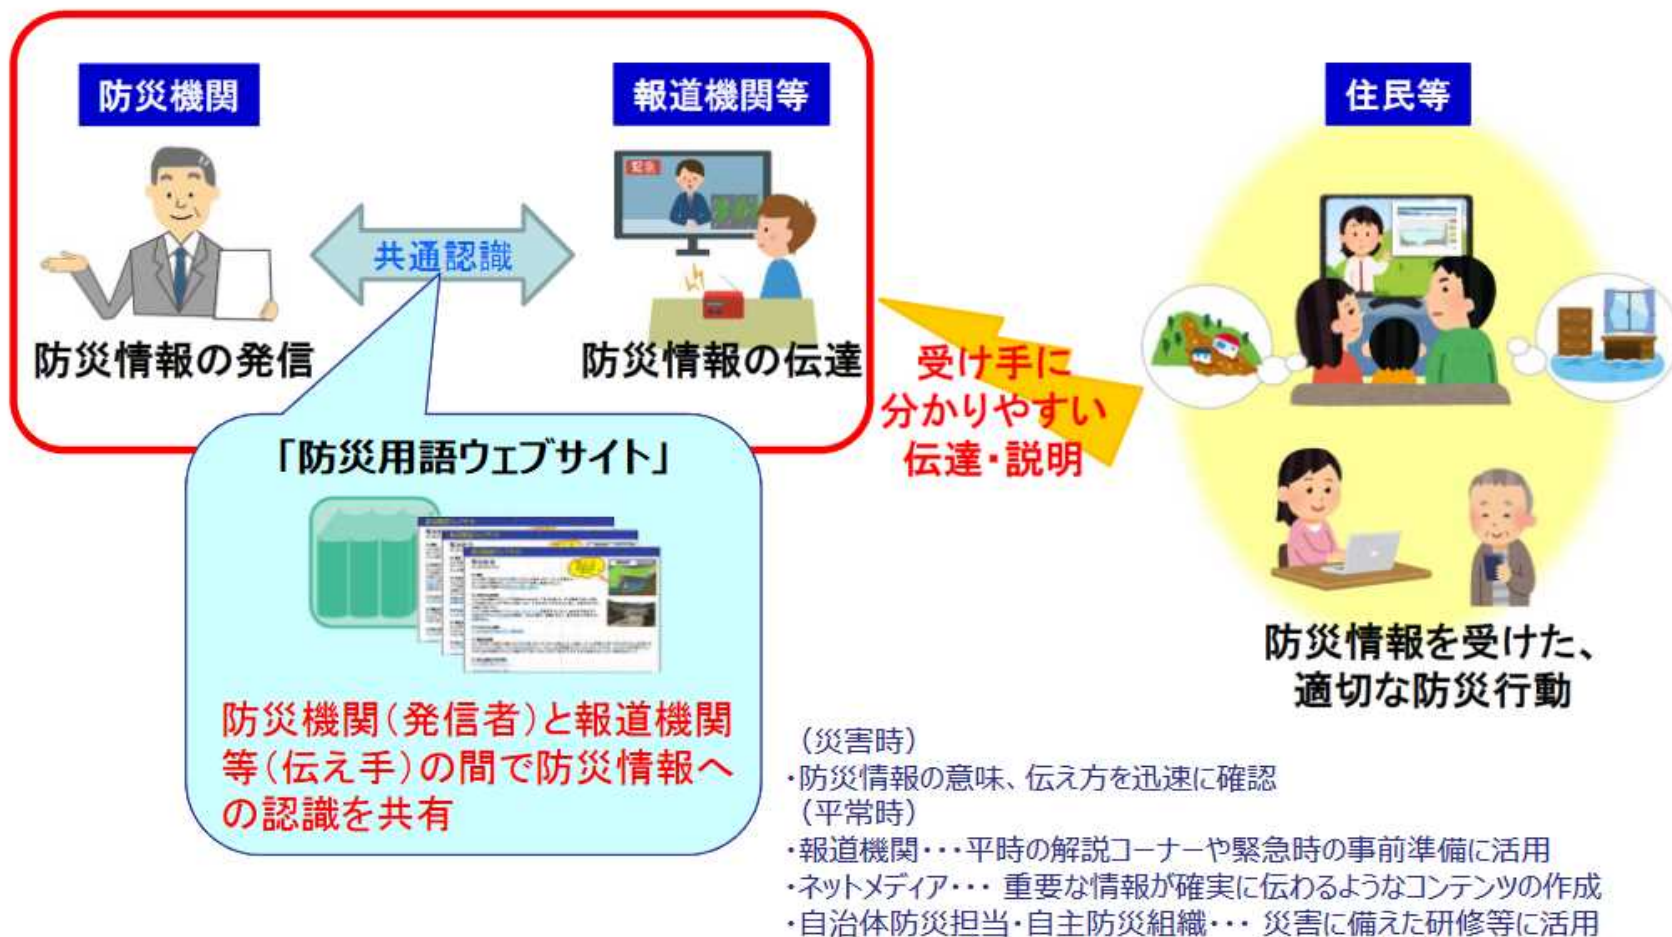 防災機関
報道機関等
住民等
緊急
共通認識
防災情報の発信
防災情報の伝達
受け手に
分かりやすい
伝達・説明
「防災用語ウェブサイト」
防災機関（発信者）と報道機関
等（伝え手）の間で防災情報へ
の認識を共有
防災情報を受けた、
適切な防災行動
（災害時）
・防災情報の意味、伝え方を迅速に確認
（平常時）
・報道機関・・・平時の解説コーナーや緊急時の事前準備に活用
・ネットメディア・・・ 重要な情報が確実に伝わるようなコンテンツの作成
・自治体防災担当・自主防災組織・・・ 災害に備えた研修等に活用